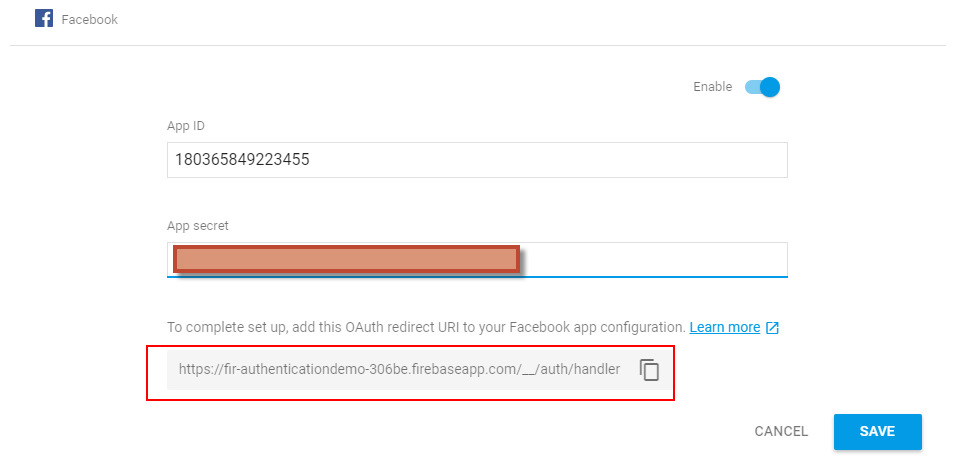 Facebook
Enable
App ID
180365849223455
App secret
To complete set up, add this OAuth redirect URI to your Facebook app configuration. Learn more
https://fir-authenticationdemo-306be.firebaseapp.com/__/auth/handler
CANCEL SAVE